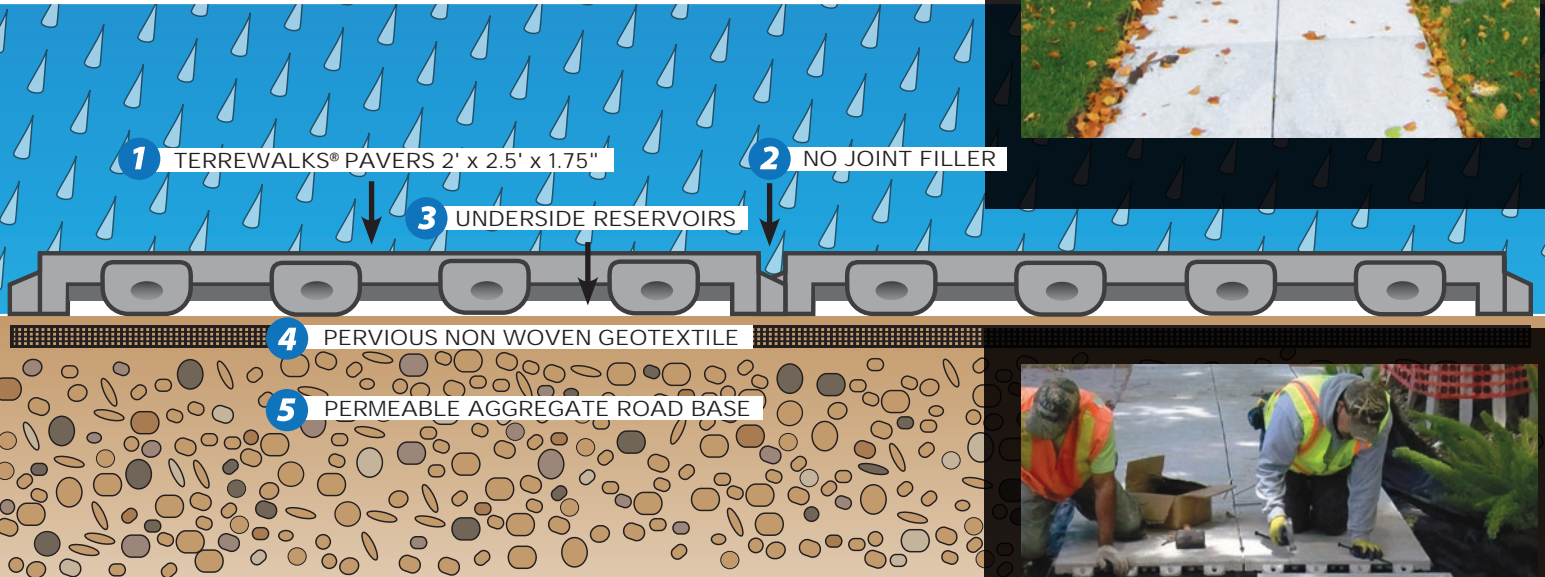 1 TERREWALKS® PAVERS 2' x 2.5' x 1.75"
2 NO JOINT FILLER
3 UNDERSIDE RESERVOIRS
4 PERVIOUS NON WOVEN GEOTEXTILE
5 PERMEABLE AGGREGATE ROAD BASE